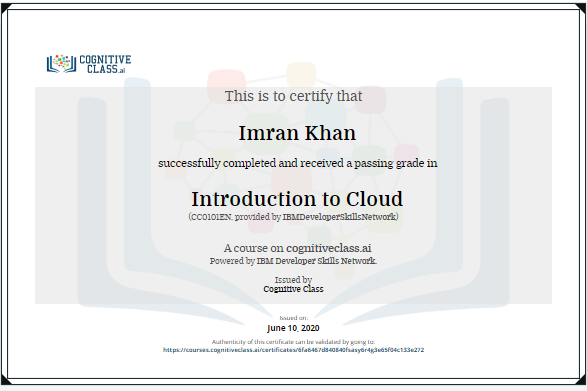 COGNITIVE
CLASS.ai
This is to certify that
Imran Khan
successfully completed and received a passing grade in
Introduction to Cloud
(CC0101EN, provided by IBMDeveloperSkillsNetwork)
A course on cognitiveclass.ai
Powered by IBM Developer Skills Network.
Issued by
Cognitive Class
Issued on:
June 10, 2020
Authenticity of this certificate can be validated by going to:
https://courses.cognitiveclass.ai/certificates/6fa6467d840840fsasy6r4g3e65f04c133e272